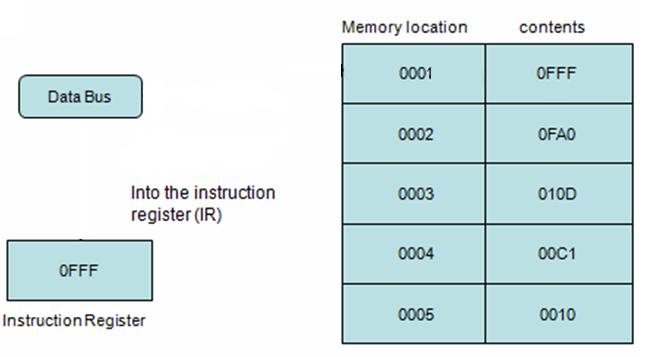 Memory location contents
0001 0FFF
Data Bus
0002 0FA0
Into the instruction
register (IR)
0003 010D
0004 00C1
0FFF
Instruction Register
0005 0010